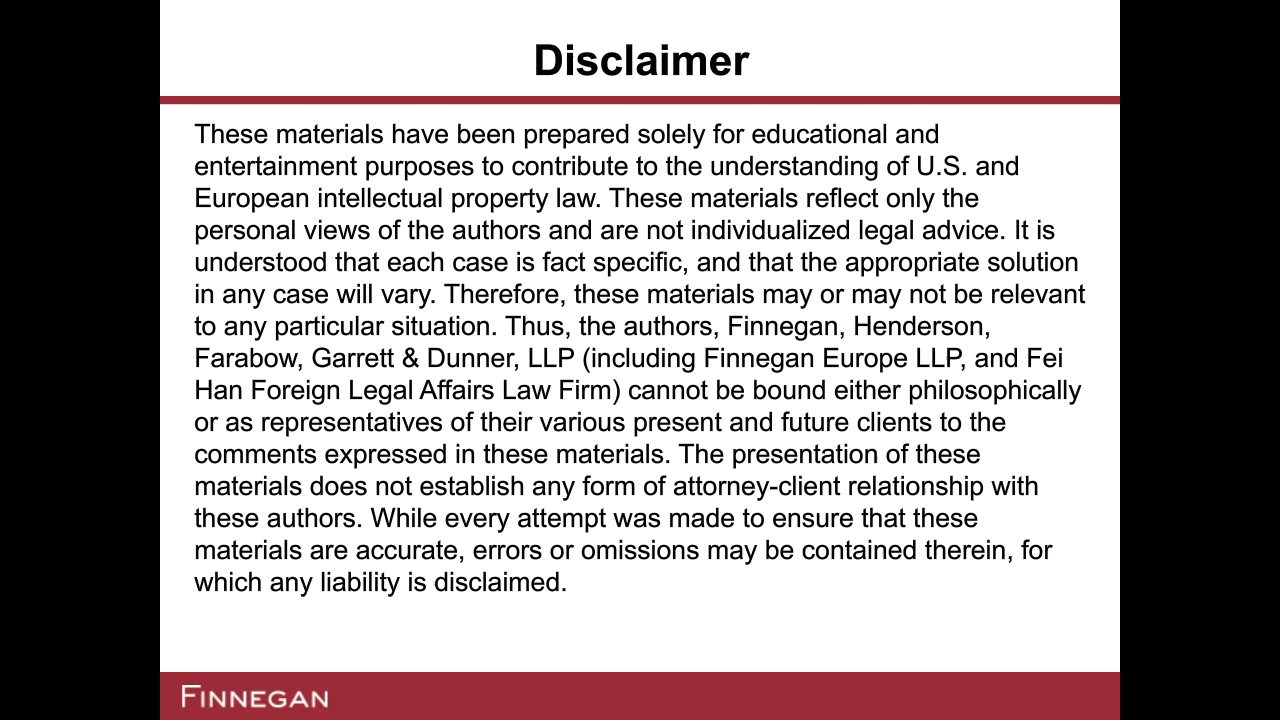 Disclaimer
These materials have been prepared solely for educational and
entertainment purposes to contribute to the understanding of U.S. and
European intellectual property law. These materials reflect only the
personal views of the authors and are not individualized legal advice. It is
understood that each case is fact specific, and that the appropriate solution
in any case will vary. Therefore, these materials may or may not be relevant
to any particular situation. Thus, the authors, Finnegan, Henderson,
Farabow, Garrett & Dunner, LLP (including Finnegan Europe LLP, and Fei
Han Foreign Legal Affairs Law Firm) cannot be bound either philosophically
or as representatives of their various present and future clients to the
comments expressed in these materials. The presentation of these
materials does not establish any form of attorney-client relationship with
these authors. While every attempt was made to ensure that these
materials are accurate, errors or omissions may be contained therein, for
which any liability is disclaimed.
FINNEGAN